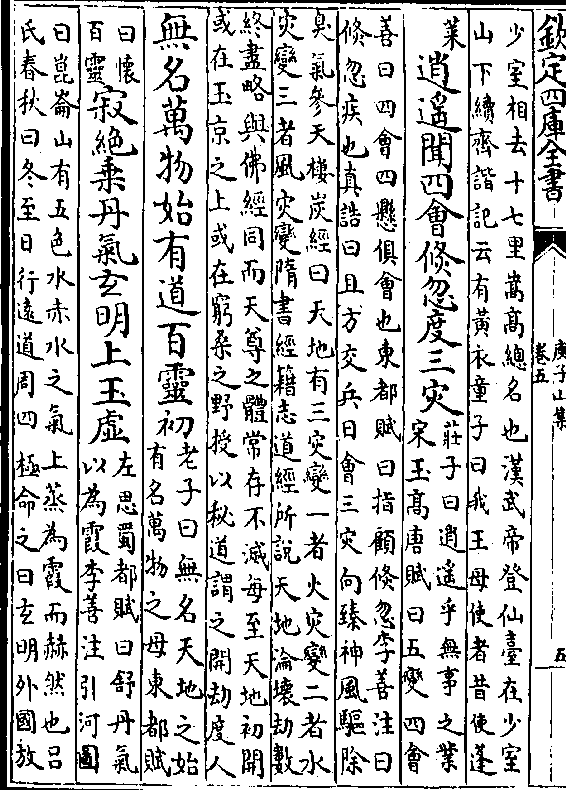 欽定四庫全書
庾子山集
卷五
五
少室相去十七里嵩髙總名也漢武帝登仙臺在少室
山下續齊諧記云有黃衣童子曰我王母使者昔使蓬
萊
逍遥聞四會倐忽度三灾
莊子曰逍遥乎無事之業
宋玉髙唐賦曰五變四會
善曰四會四懸俱會也東都賦曰指顧倐忽李善注曰
倐忽疾也真誥曰且方交兵日會三灾向臻神風驅除
臭氣參天樓炭經曰天地有三灾變一者火灾變二者水
灾變三者風灾變隋書經籍志道經所説天地淪壊劫數
終盡略與佛經同而天尊之體常存不滅每至天地初開
或在玉京之上或在窮桑之野授以秘道謂之開劫度人
無名萬物始有道百靈初
老子曰無名天地之始
有名萬物之母東都賦
曰懐
百靈
寂絶乗丹氣玄明上玉虚
左思蜀都賦曰舒丹氣
以為霞李善注引河圖
曰崑崙山有五色水赤水之氣上蒸為霞而赫然也吕
氏春秋曰冬至日行遠道周四極命之曰玄明外國放